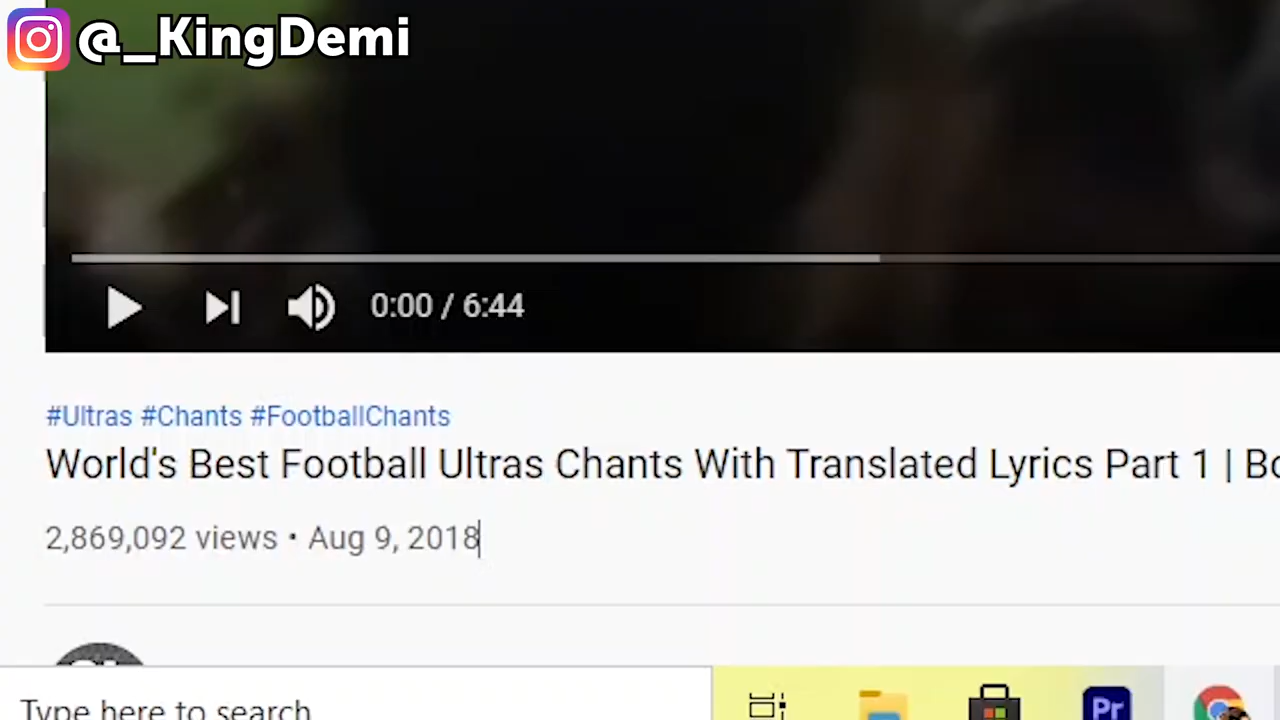 @_KingDemi
0:00 / 6:44
#Ultras #Chants #FootballChants
World's Best Football Ultras Chants With Translated Lyrics Part 1 |
2,869,092 views • Aug 9, 2018
Type here to search
Pr